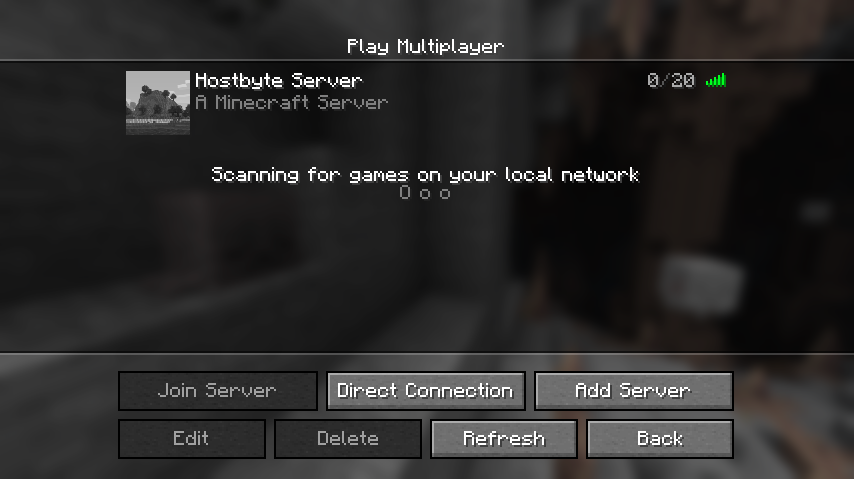 Play Multiplayer
Hostbyte Server 0/20
A Minecraft Server
Scanning for games on your local network
O o o
Join Server Direct Connection Add Server
Edit Delete Refresh Back